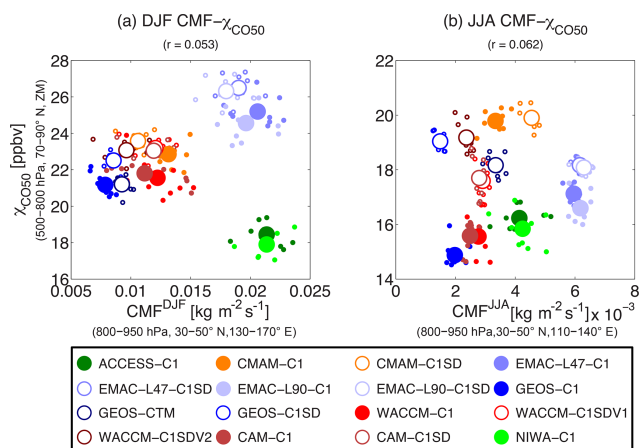 (a) DJF CMF−χCO50
(r = 0.053)
(b) JJA CMF−χCO50
(r = 0.062)
χCO50 [ppbv]
(500−800 hPa, 70−90° N, ZM)
28
26
24
22
20
18
16
0.005 0.01 0.015 0.02 0.025
CMF^DJF [kg m⁻² s⁻¹]
(800−950 hPa, 30−50° N,130−170° E)
22
20
18
16
14
0 2 4 6 8
CMF^JJA [kg m⁻² s⁻¹] × 10⁻³
(800−950 hPa,30−50° N,110−140° E)
ACCESS−C1 CMAM−C1 CMAM−C1SD EMAC−L47−C1
EMAC−L47−C1SD EMAC−L90−C1 EMAC−L90−C1SD GEOS−C1
GEOS−CTM GEOS−C1SD WACCM−C1 WACCM−C1SDV1
WACCM−C1SDV2 CAM−C1 CAM−C1SD NIWA−C1